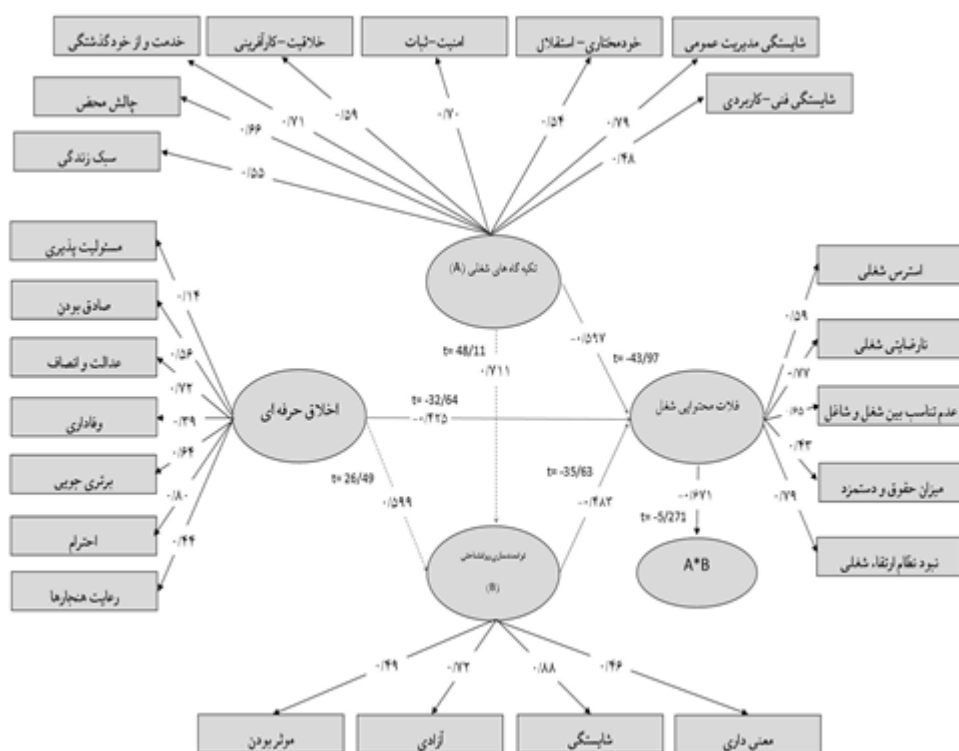 خدمت و از خودگذشتگی
خلاقیت-کارآفرینی
امنیت-ثبات
خودمختاری-استقلال
شایستگی مدیریت عمومی
چالش محض
شایستگی فنی-کاربردی
سبک زندگی
۰/۵۵
۰/۶۶
۰/۷۱
۰/۵۹
۰/۷۰
۰/۵۴
۰/۷۹
۰/۴۸
تکیه گاه های شغلی (A)
مسئولیت پذیری
صادق بودن
عدالت و انصاف
وفاداری
برتری جویی
احترام
رعایت هنجارها
۰/۱۴
۰/۵۶
۰/۷۲
۰/۳۹
۰/۶۴
۰/۸۰
۰/۴۴
اخلاق حرفه ای
t= 48/11
۰/۷۱۱
-۰/۵۹۷
t= -43/97
t= -32/64
-۰/۴۲۵
t= 26/49
۰/۵۹۹
t= -35/63
-۰/۴۸۳
فلات محتوایی شغل
استرس شغلی
نارضایتی شغلی
عدم تناسب بین شغل و شاغل
میزان حقوق و دستمزد
نبود نظام ارتقاء شغلی
۰/۵۹
۰/۷۷
۰/۶۵
۰/۴۳
۰/۷۹
-۰/۶۷۱
t= -5/271
A*B
توانمندسازی روانشناختی
(B)
۰/۴۹
۰/۷۳
۰/۸۸
۰/۴۶
موثر بودن
آزادی
شایستگی
معنی داری